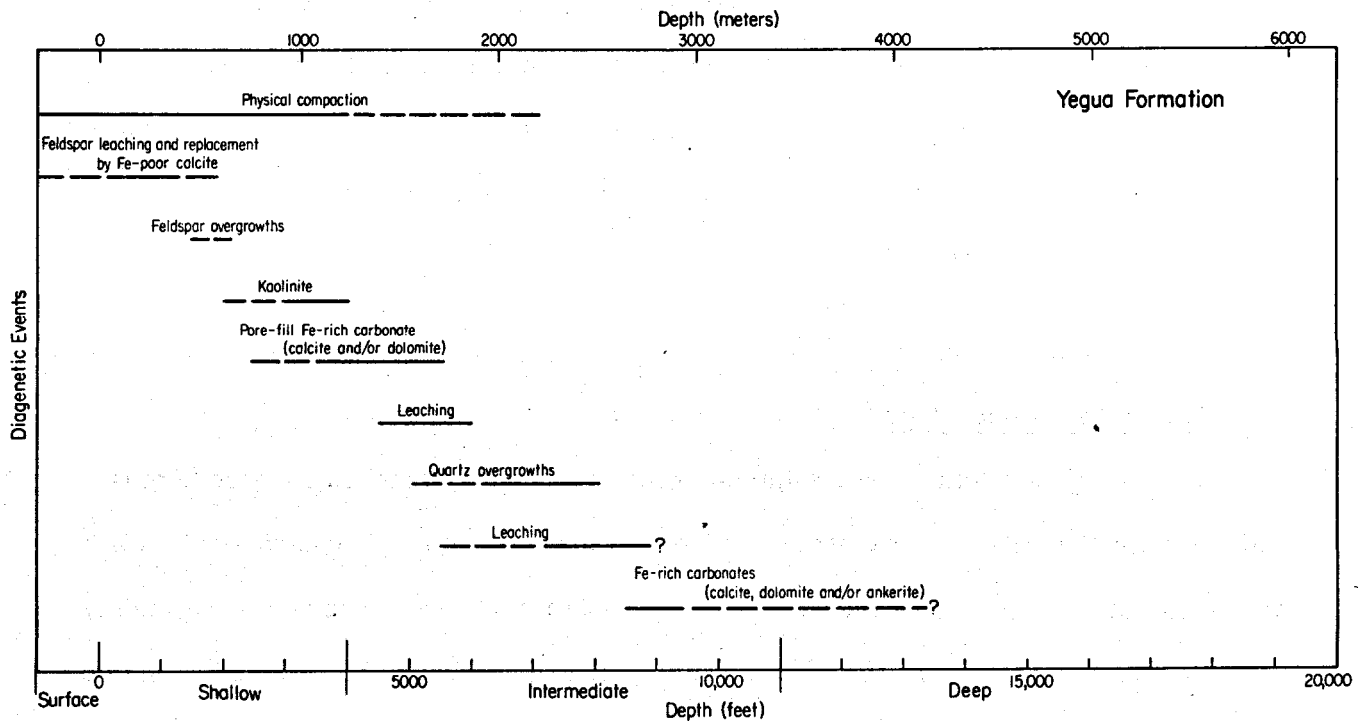 Depth (meters)
0 1000 2000 3000 4000 5000 6000
Yegua Formation
Physical compaction
Feldspar leaching and replacement
by Fe-poor calcite
Feldspar overgrowths
Kaolinite
Pore-fill Fe-rich carbonate
(calcite and/or dolomite)
Leaching
Quartz overgrowths
Leaching
?
Fe-rich carbonates
(calcite, dolomite and/or ankerite)
?
Diagenetic Events
0 5000 10,000 15,000 20,000
Surface Shallow Intermediate Deep
Depth (feet)